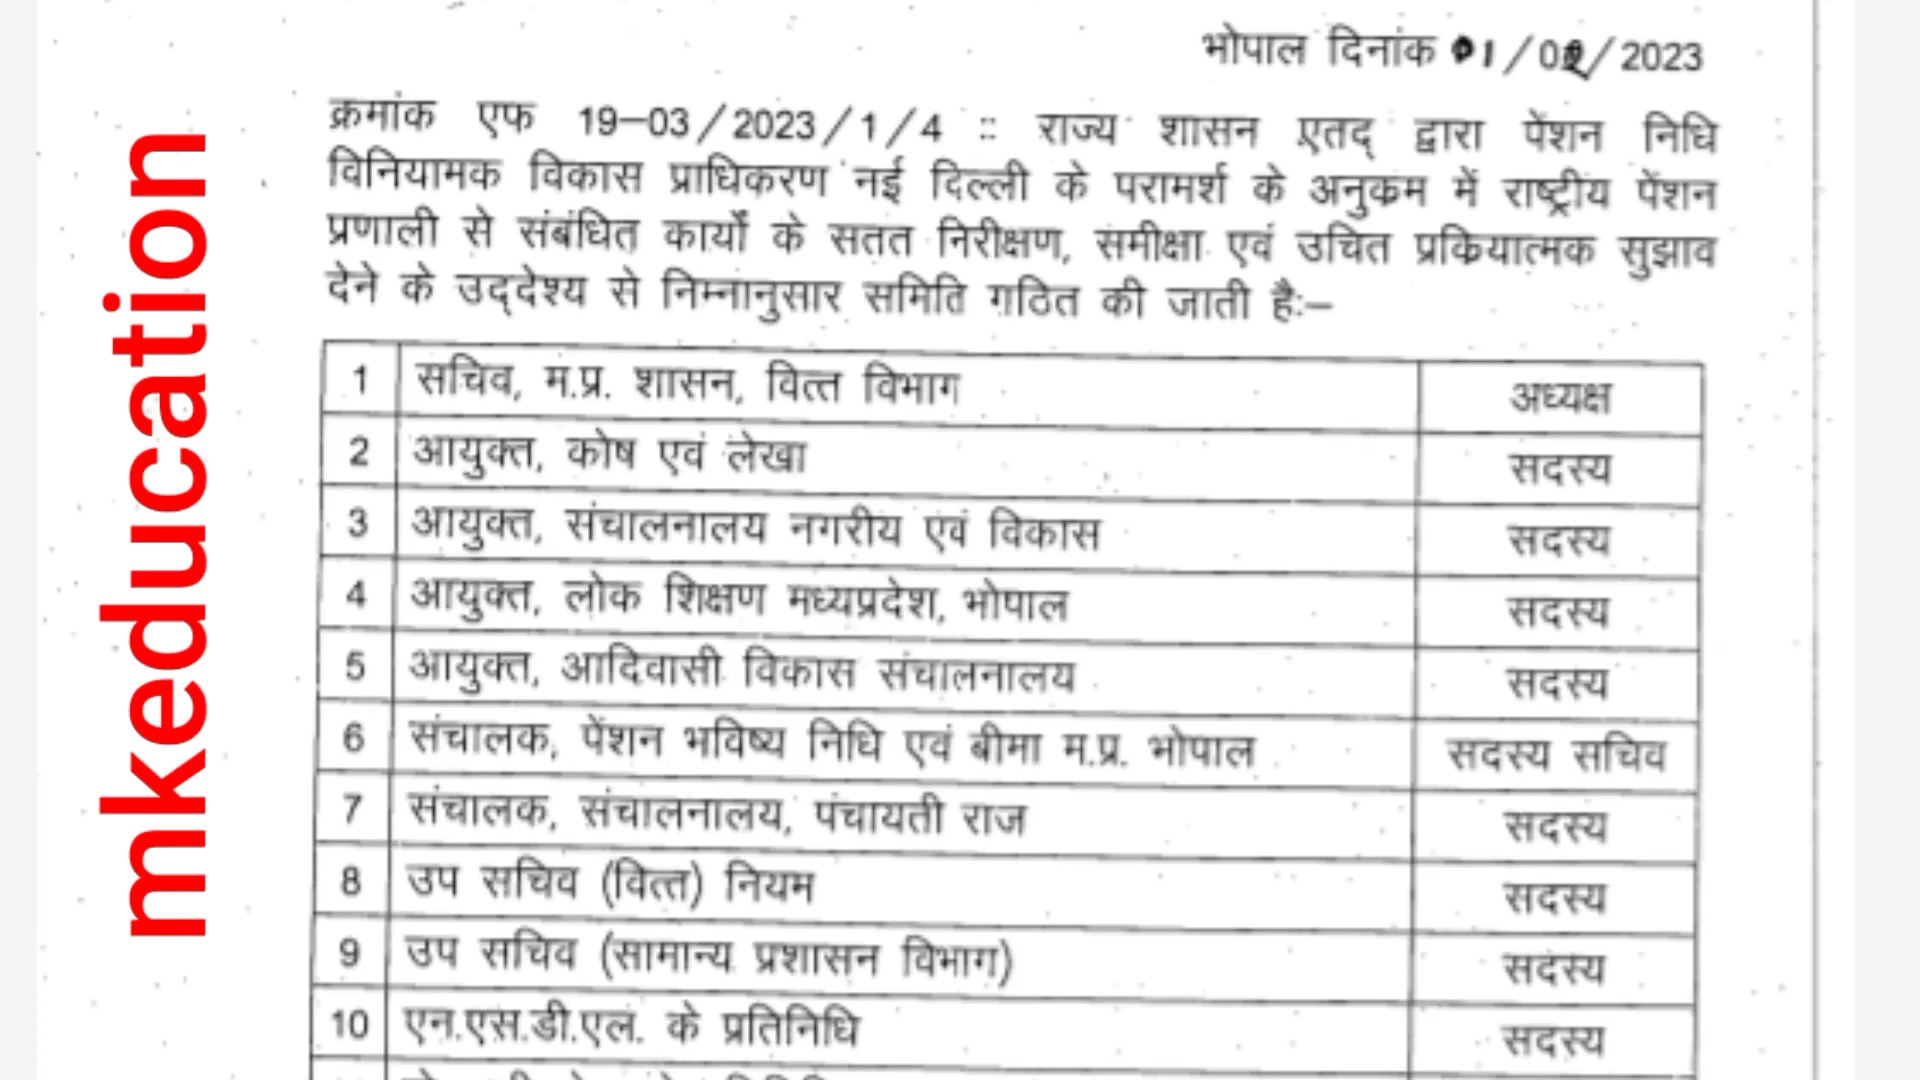 भोपाल दिनांक 01/02/2023
क्रमांक एफ 19-03/2023/1/4 :: राज्य शासन एतद् द्वारा पेंशन निधि
विनियामक विकास प्राधिकरण नई दिल्ली के परामर्श के अनुकम में राष्ट्रीय पेंशन
प्रणाली से संबंधित कार्यों के सतत निरीक्षण, समीक्षा एवं उचित प्रकियात्मक सुझाव
देने के उद्देश्य से निम्नानुसार समिति गठित की जाती है:-
1 सचिव, म.प्र. शासन, वित्त विभाग अध्यक्ष
2 आयुक्त, कोष एवं लेखा सदस्य
3 आयुक्त, संचालनालय नगरीय एवं विकास सदस्य
4 आयुक्त, लोक शिक्षण मध्यप्रदेश, भोपाल सदस्य
5 आयुक्त, आदिवासी विकास संचालनालय सदस्य
6 संचालक, पेंशन भविष्य निधि एवं बीमा म.प्र. भोपाल सदस्य सचिव
7 संचालक, संचालनालय, पंचायती राज सदस्य
8 उप सचिव (वित्त) नियम सदस्य
9 उप सचिव (सामान्य प्रशासन विभाग) सदस्य
10 एन.एस.डी.एल. के प्रतिनिधि सदस्य
mkeducation